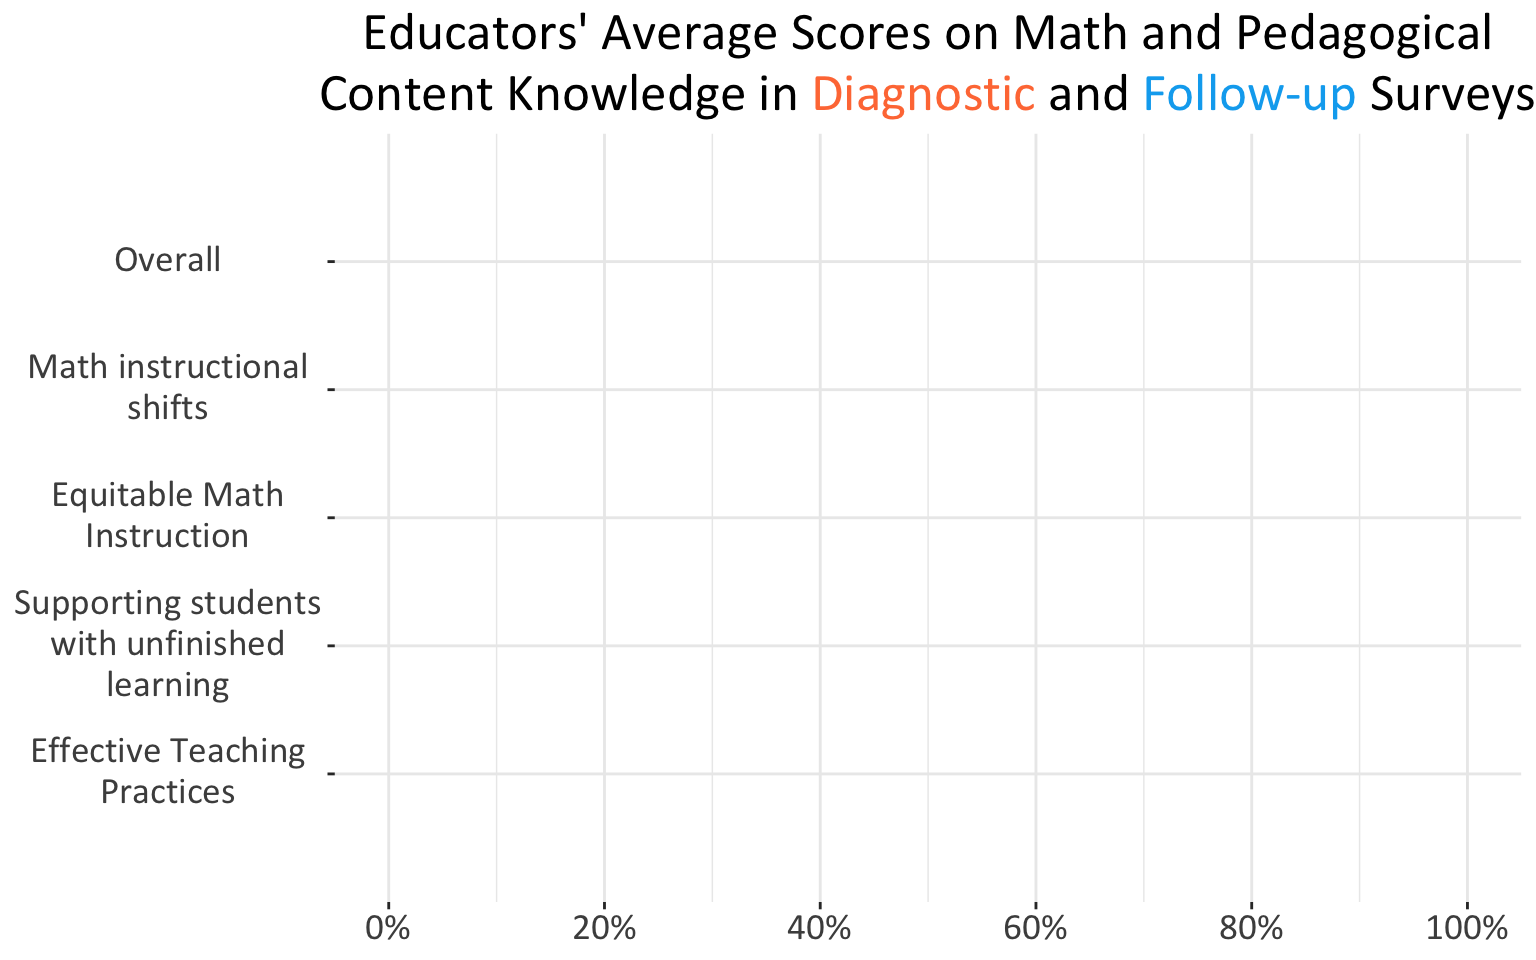 Educators' Average Scores on Math and Pedagogical
Content Knowledge in Diagnostic and Follow-up Surveys
Overall
Math instructional
shifts
Equitable Math
Instruction
Supporting students
with unfinished
learning
Effective Teaching
Practices
0% 20% 40% 60% 80% 100%